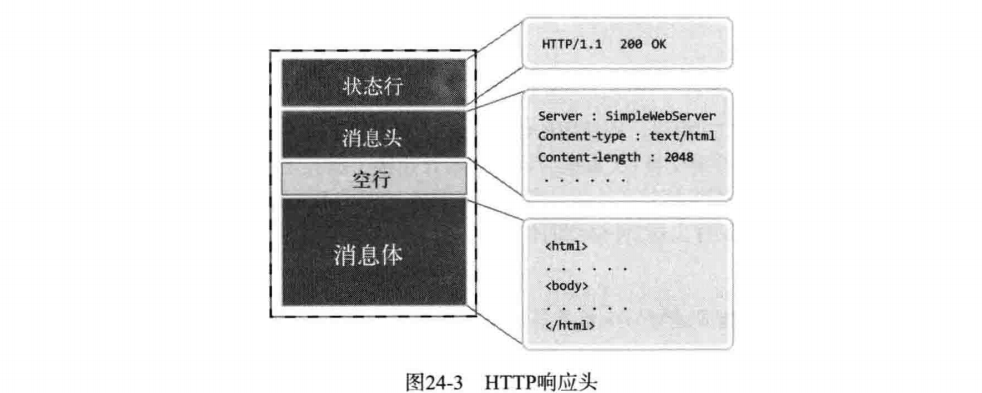 状态行
HTTP/1.1 200 OK
消息头
Server : SimpleWebServer
Content-type : text/html
Content-length : 2048
. . . . . .
空行
消息体
<html>
. . . . . .
<body>
. . . . . .
</html>
图24-3 HTTP响应头